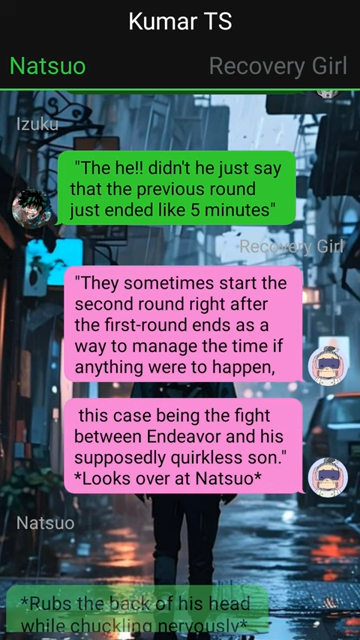 Kumar TS
Natsuo
Recovery Girl
Izuku
"The he!! didn't he just say
that the previous round
just ended like 5 minutes"
Recovery Girl
"They sometimes start the
second round right after
the first-round ends as a
way to manage the time if
anything were to happen,
this case being the fight
between Endeavor and his
supposedly quirkless son."
*Looks over at Natsuo*
Natsuo
*Rubs the back of his head
while chuckling nervously*